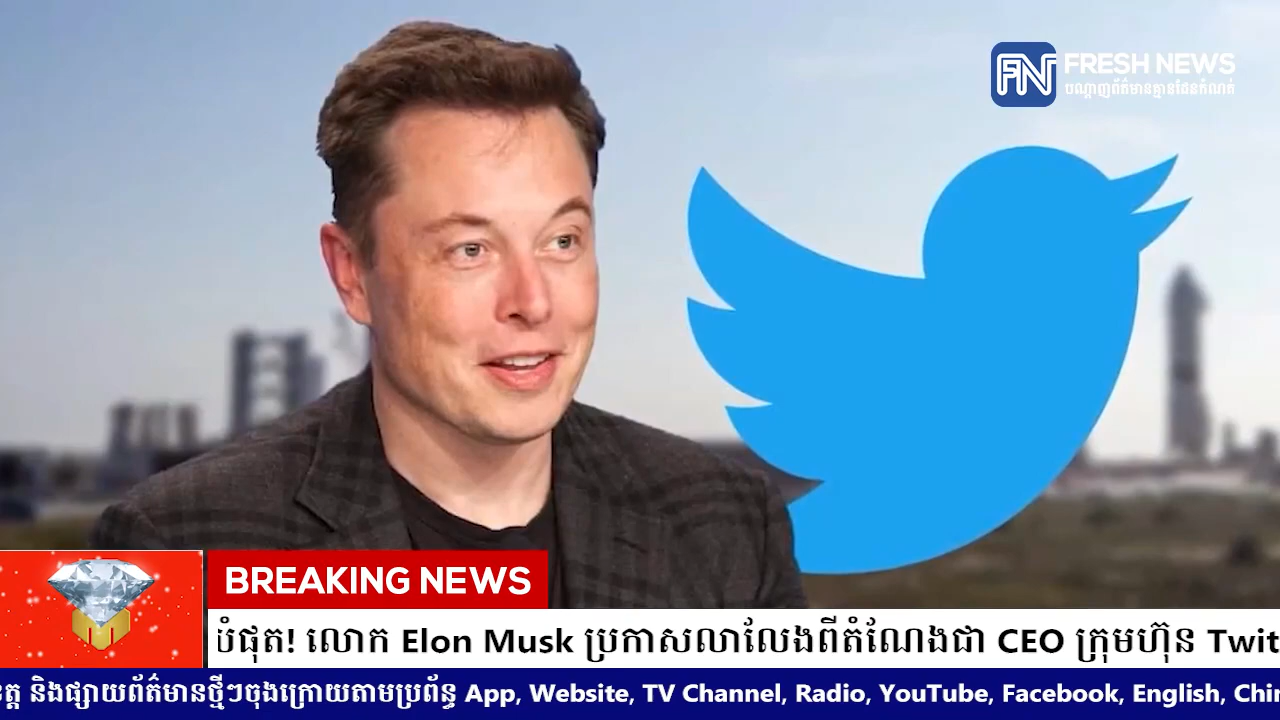 FN FRESH NEWS
បណ្តាញព័ត៌មានគ្មានដែនកំណត់
BREAKING NEWS
បំផុត! លោក Elon Musk ប្រកាសលាលែងពីតំណែងជា CEO ក្រុមហ៊ុន Twit
និងផ្សាយព័ត៌មានថ្មីៗចុងក្រោយតាមប្រព័ន្ធ App, Website, TV Channel, Radio, YouTube, Facebook, English, Chin